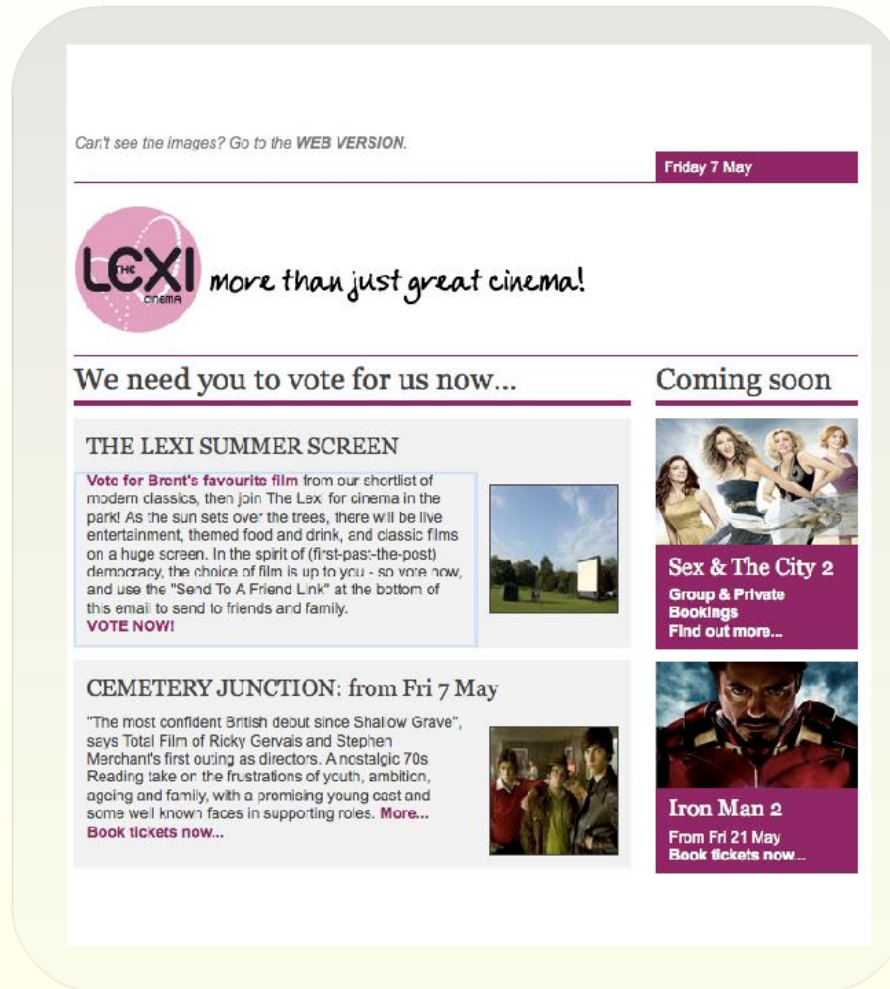 Can't see the images? Go to the WEB VERSION.
Friday 7 May
THE LEXI CINEMA
more than just great cinema!
We need you to vote for us now...
THE LEXI SUMMER SCREEN
Vote for Brent's favourite film from our shortlist of
modern classics, then join The Lexi for cinema in the
park! As the sun sets over the trees, there will be live
entertainment, themed food and drink, and classic films
on a huge screen. In the spirit of (first-past-the-post)
democracy, the choice of film is up to you - so vote now,
and use the "Send To A Friend Link" at the bottom of
this email to send to friends and family.
VOTE NOW!
CEMETERY JUNCTION: from Fri 7 May
"The most confident British debut since Shallow Grave",
says Total Film of Ricky Gervais and Stephen
Merchant's first outing as directors. A nostalgic 70s
Reading take on the frustrations of youth, ambition,
ageing and family, with a promising young cast and
some well known faces in supporting roles. More...
Book tickets now...
Coming soon
Sex & The City 2
Group & Private
Bookings
Find out more...
Iron Man 2
From Fri 21 May
Book tickets now...